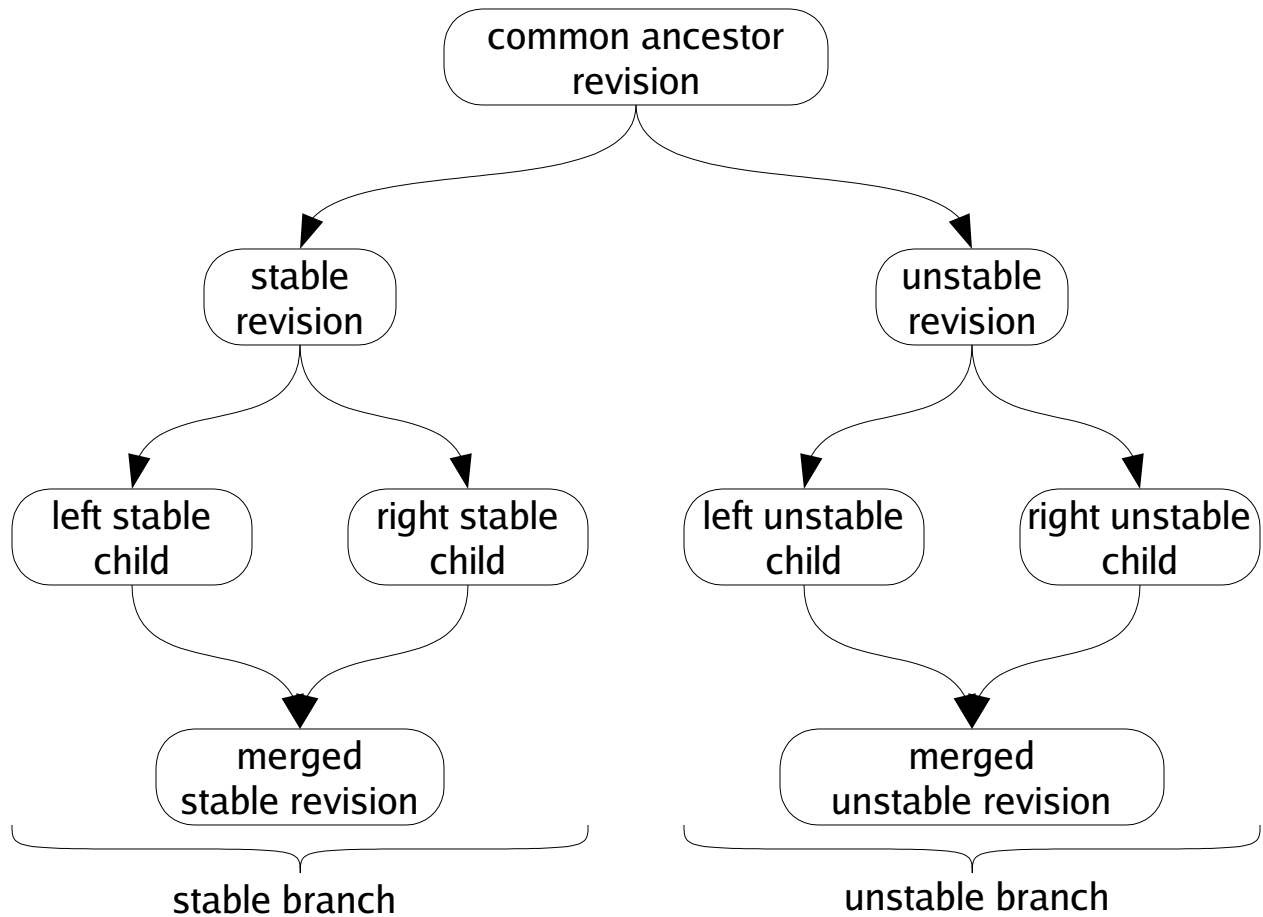 common ancestor
revision
stable
revision
unstable
revision
left stable
child
right stable
child
left unstable
child
right unstable
child
merged
stable revision
merged
unstable revision
stable branch
unstable branch